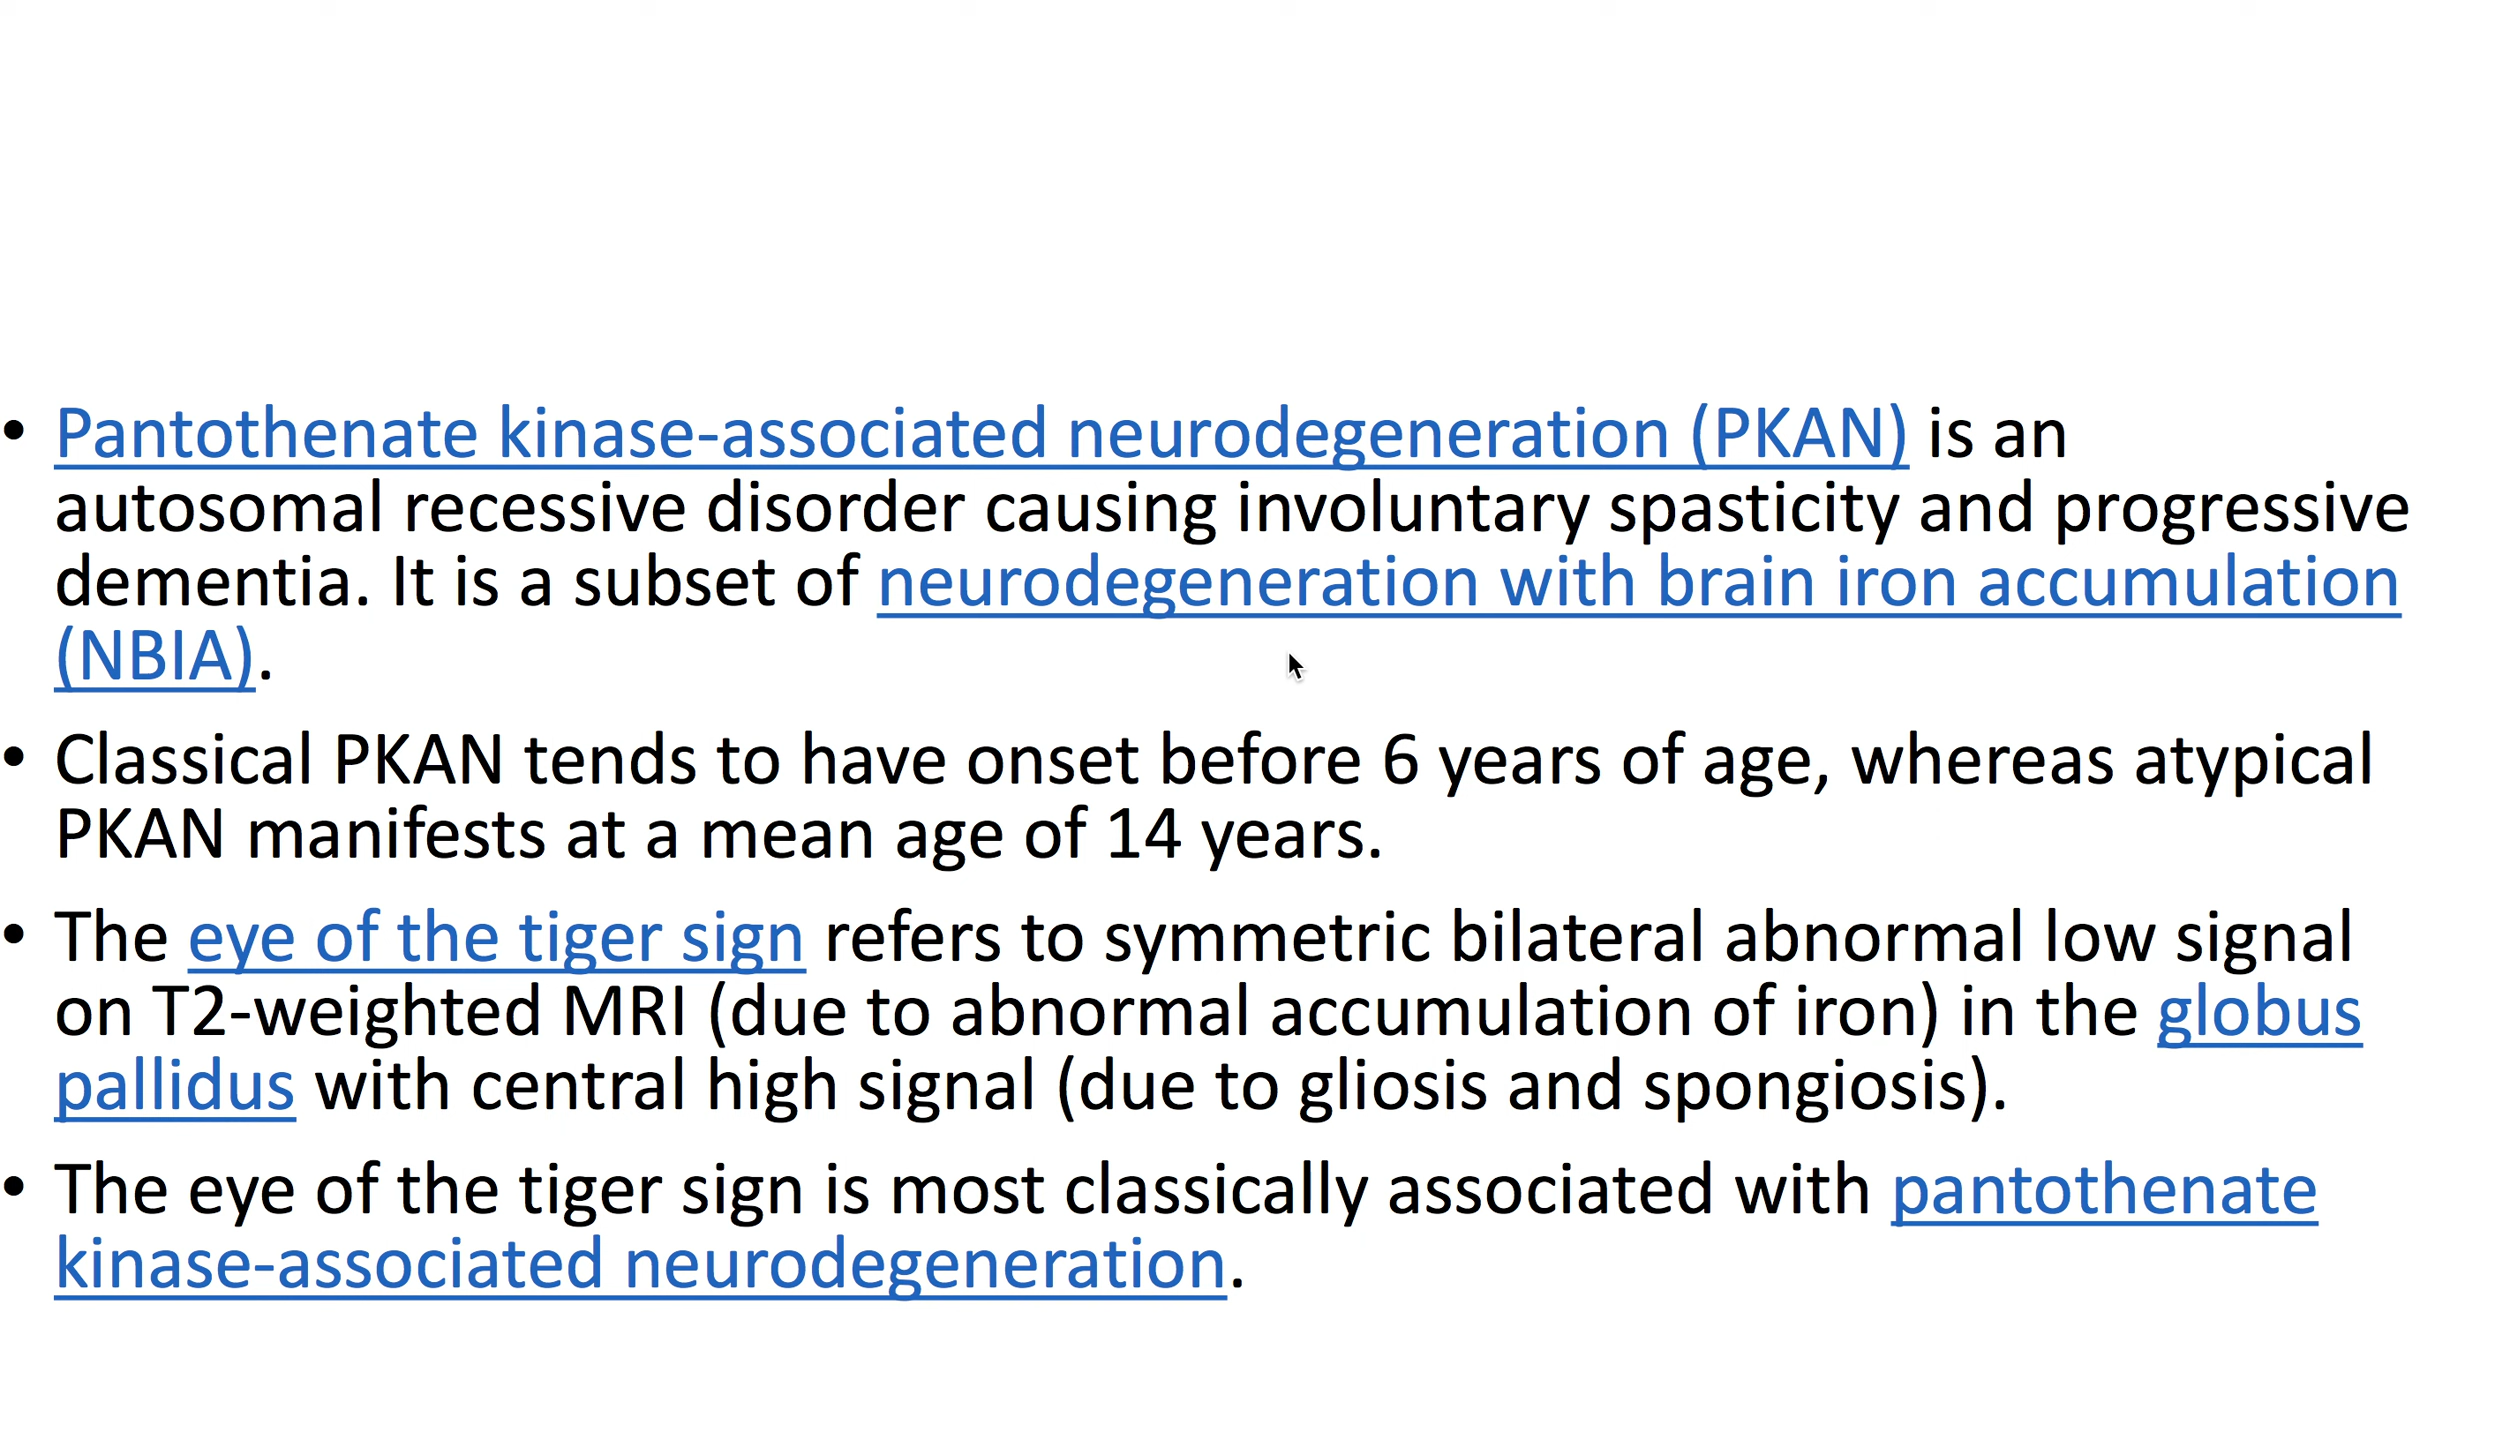 • Pantothenate kinase-associated neurodegeneration (PKAN) is an
autosomal recessive disorder causing involuntary spasticity and progressive
dementia. It is a subset of neurodegeneration with brain iron accumulation
(NBIA).
• Classical PKAN tends to have onset before 6 years of age, whereas atypical
PKAN manifests at a mean age of 14 years.
• The eye of the tiger sign refers to symmetric bilateral abnormal low signal
on T2-weighted MRI (due to abnormal accumulation of iron) in the globus
pallidus with central high signal (due to gliosis and spongiosis).
• The eye of the tiger sign is most classically associated with pantothenate
kinase-associated neurodegeneration.